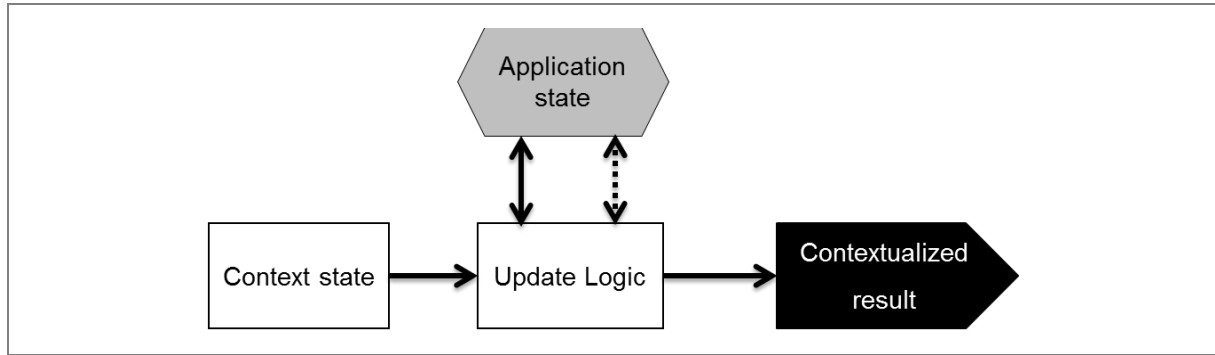 Application
state
Context state
Update Logic
Contextualized
result